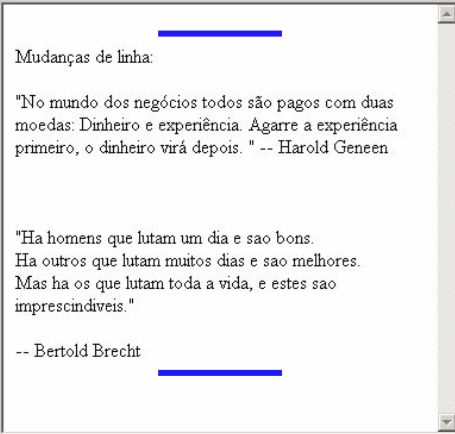 Mudanças de linha:
"No mundo dos negócios todos são pagos com duas
moedas: Dinheiro e experiência. Agarre a experiência
primeiro, o dinheiro virá depois. " -- Harold Geneen
"Ha homens que lutam um dia e sao bons.
Ha outros que lutam muitos dias e sao melhores.
Mas ha os que lutam toda a vida, e estes sao
imprescindiveis."
-- Bertold Brecht